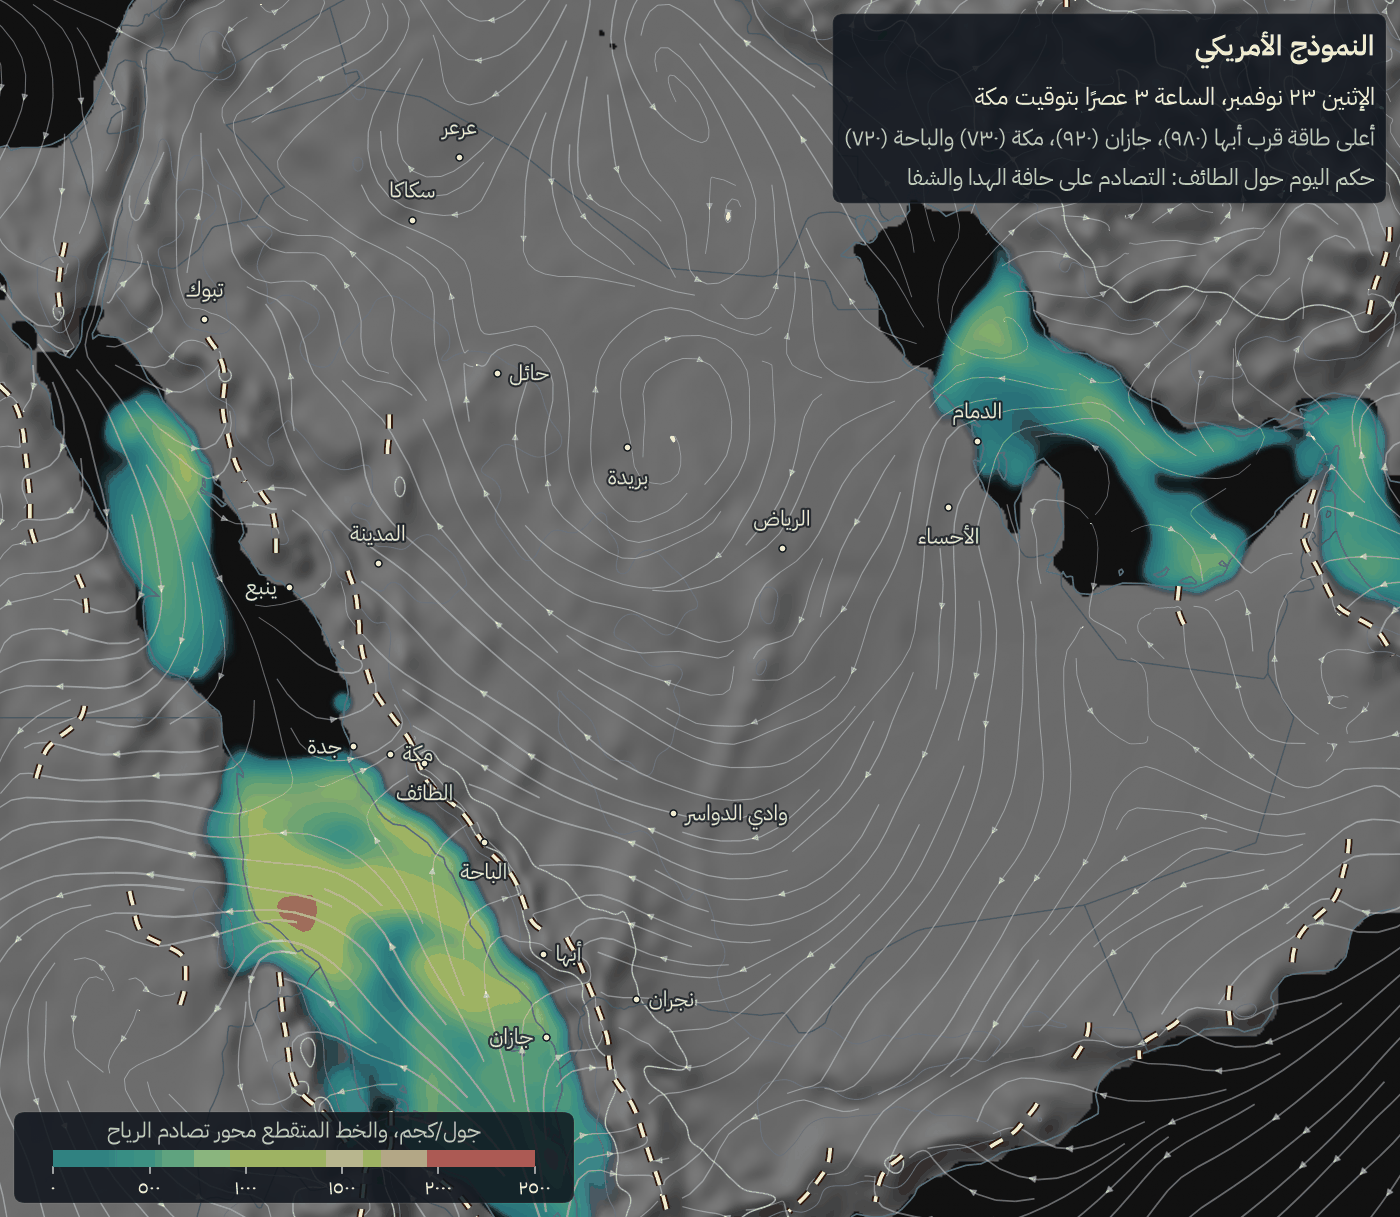 النموذج الأمريكي
الإثنين ٢٣ نوفمبر، الساعة ٣ عصرًا بتوقيت مكة
أعلى طاقة قرب أبها (٩٨٠)، جازان (٩٢٠)، مكة (٧٣٠) والباحة (٧٢٠)
حكم اليوم حول الطائف: التصادم على حافة الهدا والشفا
عرعر
سكاكا
تبوك
حائل
الدمام
بريدة
الرياض
الأحساء
المدينة
ينبع
جدة
مكة
الطائف
وادي الدواسر
الباحة
أبها
نجران
جازان
جول/كجم، والخط المتقطع محور تصادم الرياح
٠ ٥٠٠ ١٠٠٠ ١٥٠٠ ٢٠٠٠ ٢٥٠٠